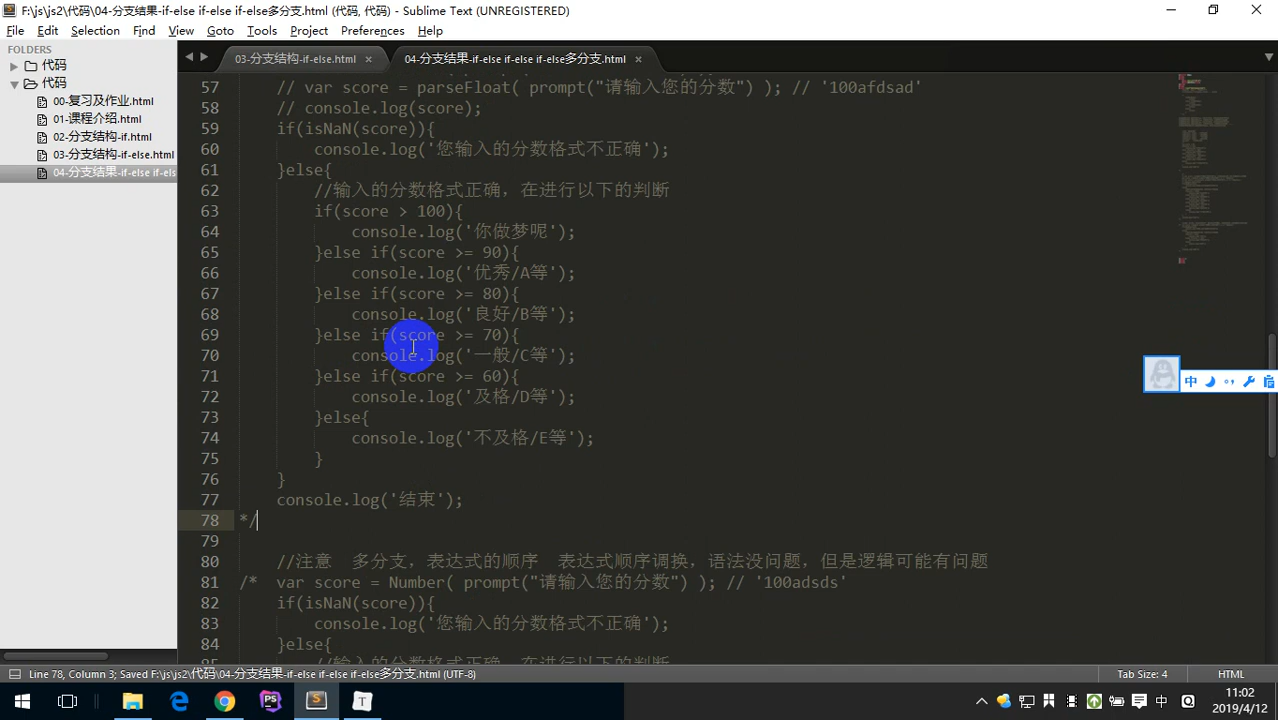 F:\js\js2\代码\04-分支结果-if-else if-else if-else多分支.html (代码, 代码) - Sublime Text (UNREGISTERED)
File Edit Selection Find View Goto Tools Project Preferences Help
FOLDERS
代码
代码
00-复习及作业.html
01-课程介绍.html
02-分支结构-if.html
03-分支结构-if-else.html
04-分支结果-if-else if-els
03-分支结构-if-else.html × 04-分支结果-if-else if-else if-else多分支.html ×
57 // var score = parseFloat( prompt("请输入您的分数") ); // '100afdsad'
58 // console.log(score);
59 if(isNaN(score)){
60 console.log('您输入的分数格式不正确');
61 }else{
62 //输入的分数格式正确，在进行以下的判断
63 if(score > 100){
64 console.log('你做梦呢');
65 }else if(score >= 90){
66 console.log('优秀/A等');
67 }else if(score >= 80){
68 console.log('良好/B等');
69 }else if(score >= 70){
70 console.log('一般/C等');
71 }else if(score >= 60){
72 console.log('及格/D等');
73 }else{
74 console.log('不及格/E等');
75 }
76 }
77 console.log('结束');
78 */
79
80 //注意 多分支，表达式的顺序 表达式顺序调换，语法没问题，但是逻辑可能有问题
81 /* var score = Number( prompt("请输入您的分数") ); // '100adsds'
82 if(isNaN(score)){
83 console.log('您输入的分数格式不正确');
84 }else{
中
Line 78, Column 3; Saved F:\js\js2\代码\04-分支结果-if-else if-else if-else多分支.html (UTF-8) Tab Size: 4 HTML
中
11:02
2019/4/12